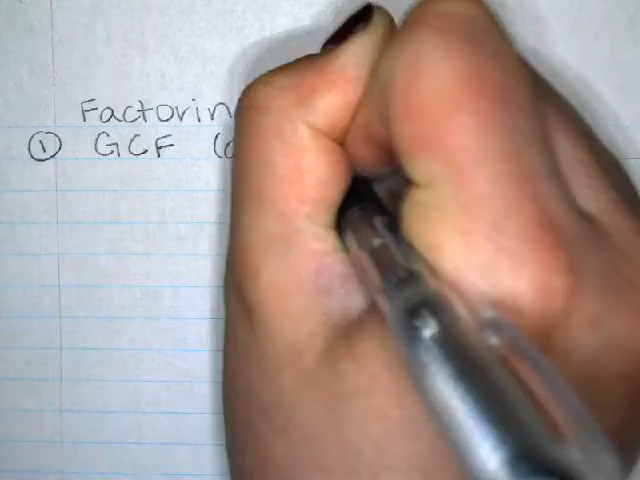 Factorin
① GCF (